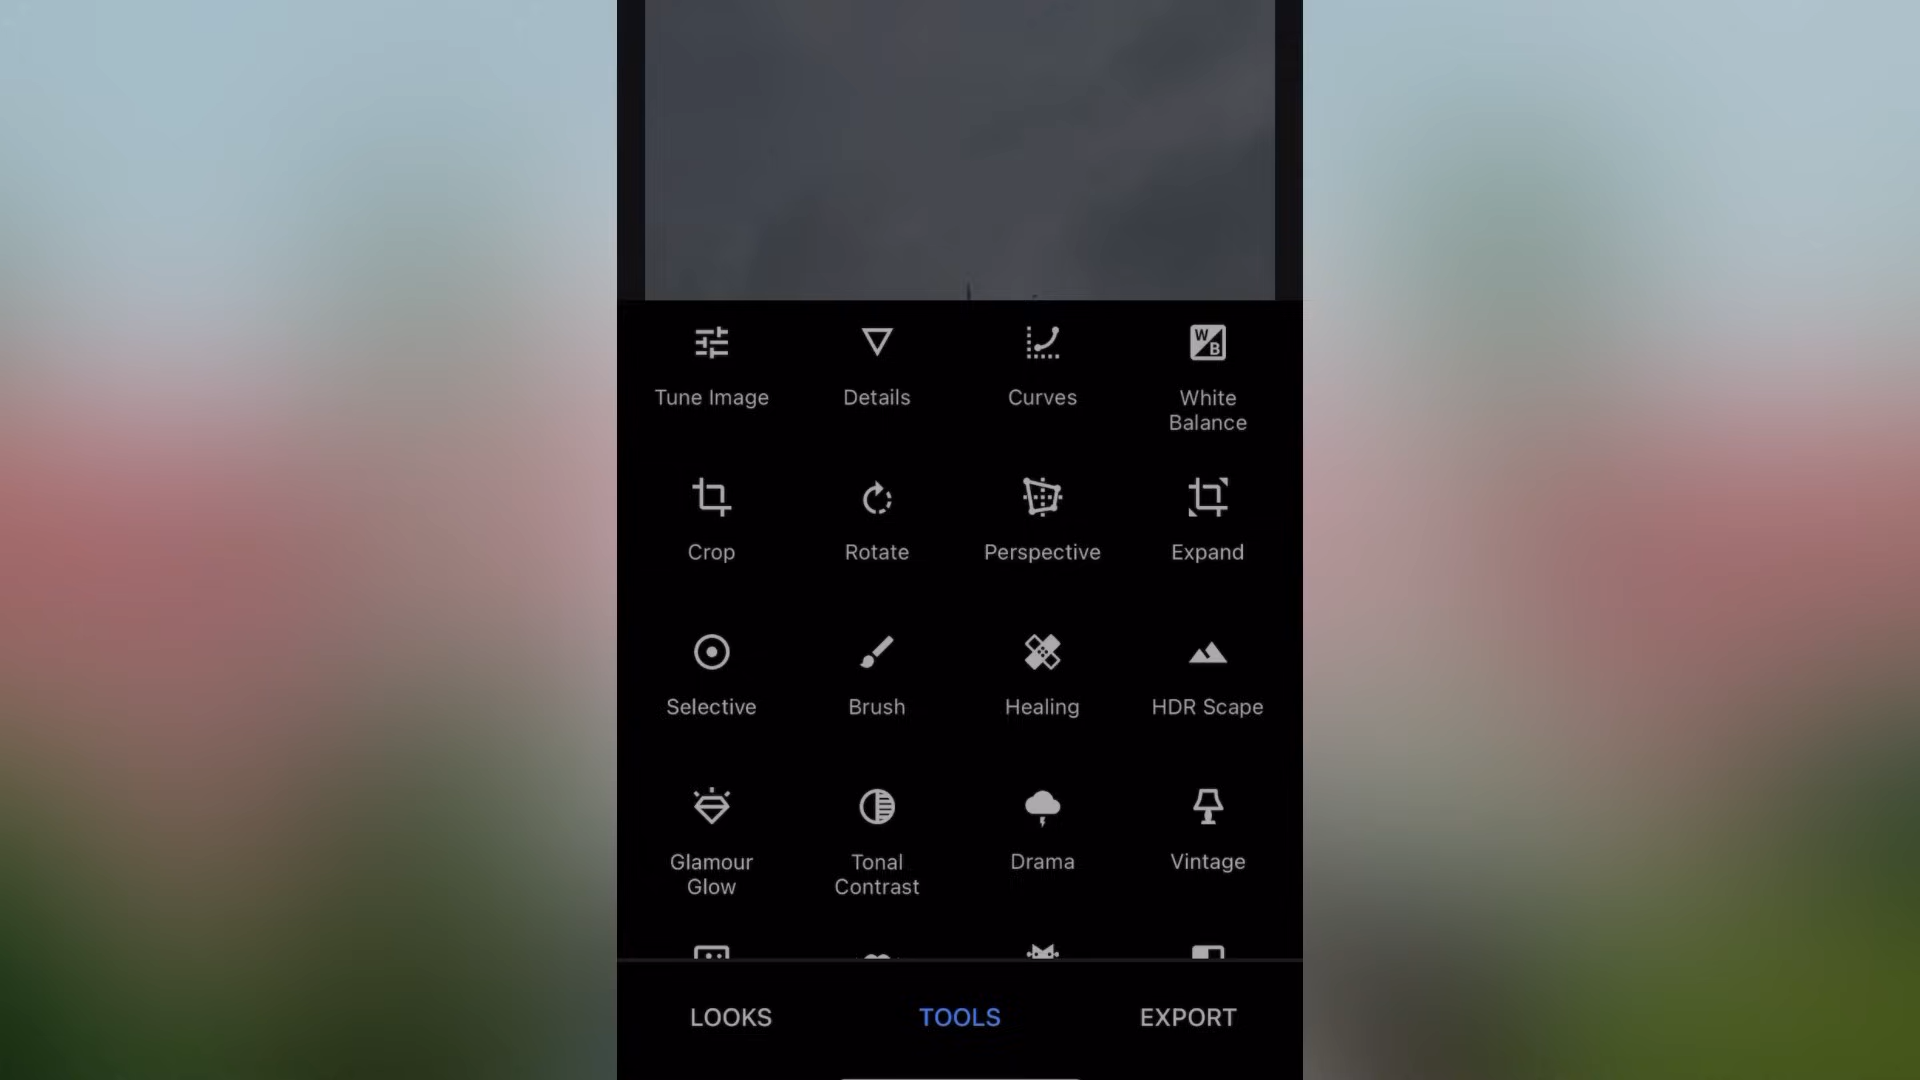 Tune Image
Details
Curves
White
Balance
Crop
Rotate
Perspective
Expand
Selective
Brush
Healing
HDR Scape
Glamour
Glow
Tonal
Contrast
Drama
Vintage
LOOKS
TOOLS
EXPORT